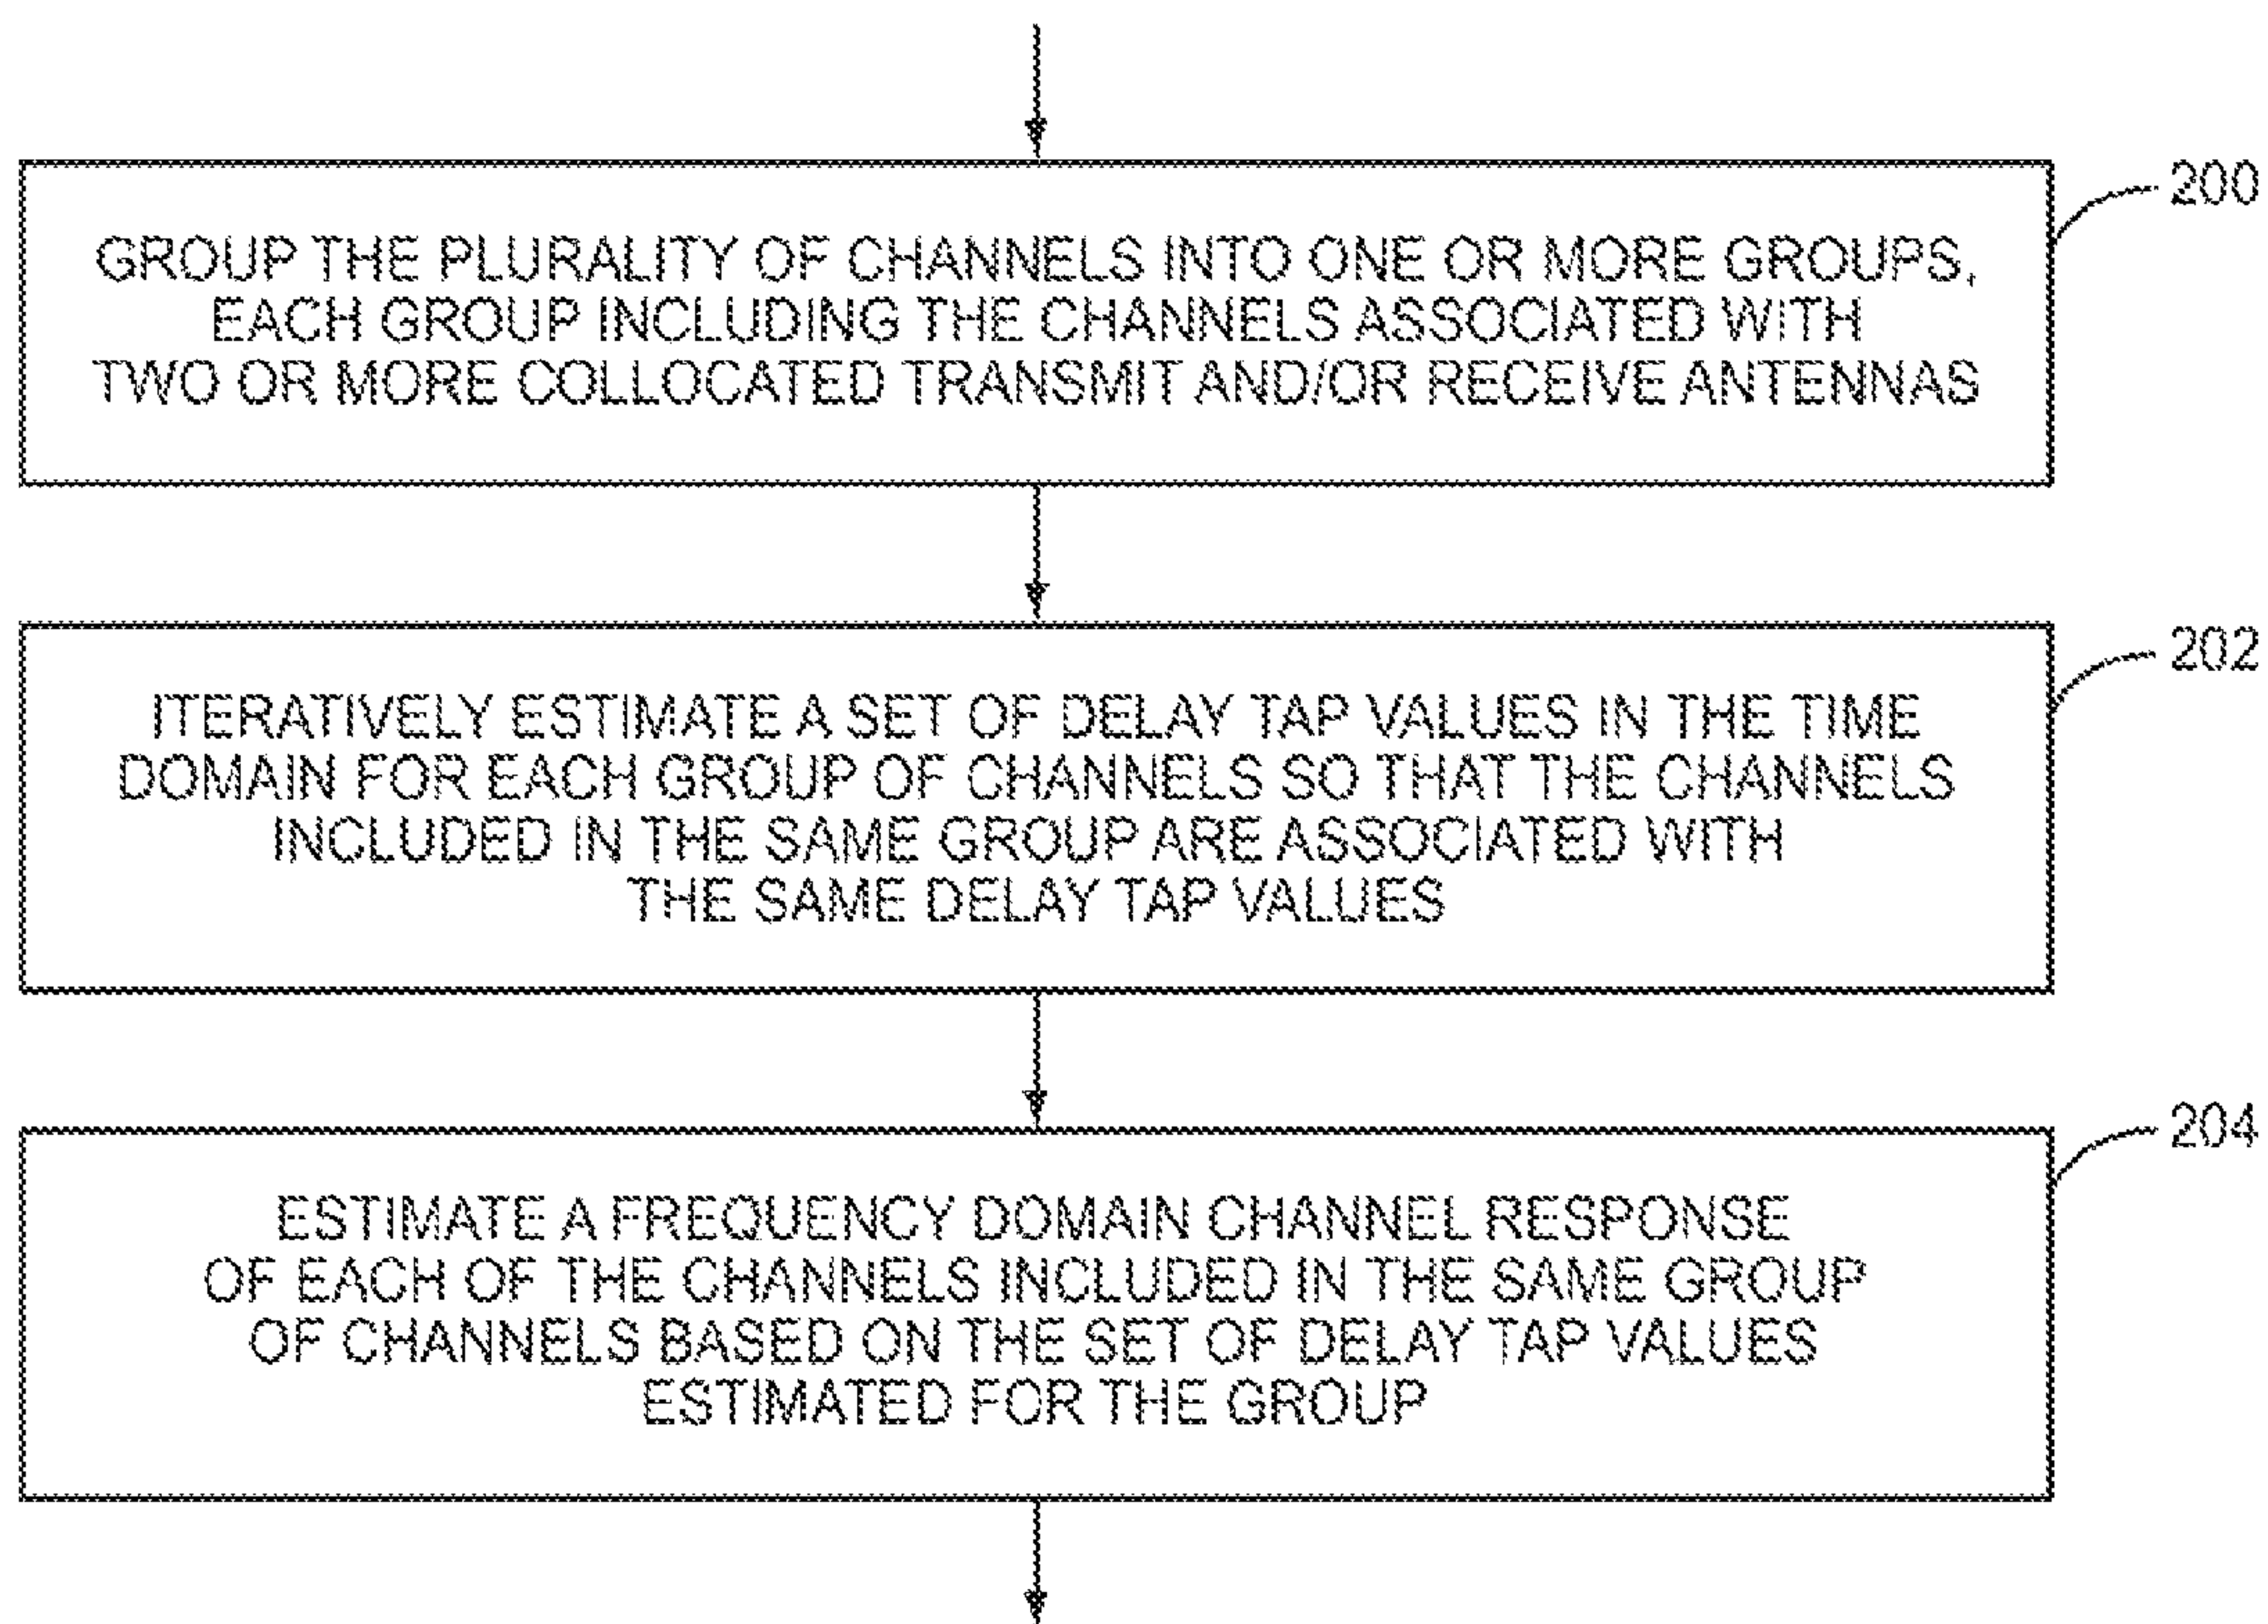 200
GROUP THE PLURALITY OF CHANNELS INTO ONE OR MORE GROUPS,
EACH GROUP INCLUDING THE CHANNELS ASSOCIATED WITH
TWO OR MORE COLLOCATED TRANSMIT AND/OR RECEIVE ANTENNAS
202
ITERATIVELY ESTIMATE A SET OF DELAY TAP VALUES IN THE TIME
DOMAIN FOR EACH GROUP OF CHANNELS SO THAT THE CHANNELS
INCLUDED IN THE SAME GROUP ARE ASSOCIATED WITH
THE SAME DELAY TAP VALUES
204
ESTIMATE A FREQUENCY DOMAIN CHANNEL RESPONSE
OF EACH OF THE CHANNELS INCLUDED IN THE SAME GROUP
OF CHANNELS BASED ON THE SET OF DELAY TAP VALUES
ESTIMATED FOR THE GROUP